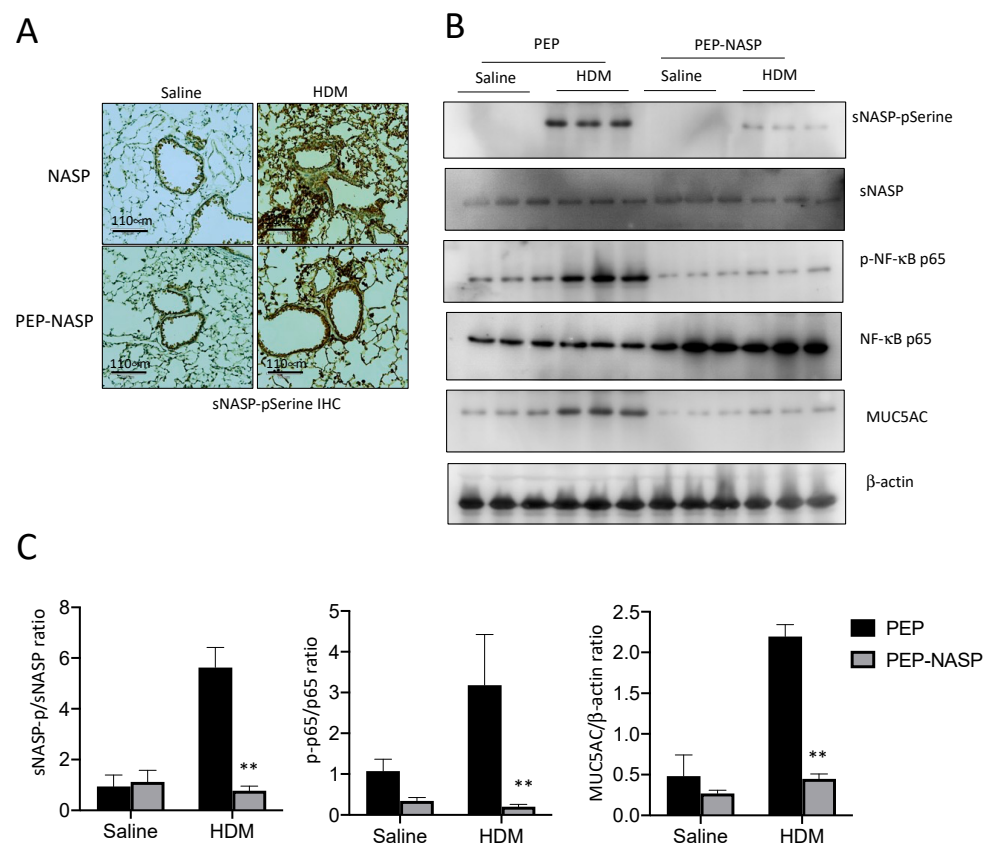 A
Saline HDM
NASP
110~m
PEP-NASP
110~m 110~m
sNASP-pSerine IHC
B
PEP PEP-NASP
Saline HDM Saline HDM
sNASP-pSerine
sNASP
p-NF-κB p65
NF-κB p65
MUC5AC
β-actin
C
sNASP-p/sNASP ratio
8
6
4
2
0
**
Saline HDM
p-p65/p65 ratio
5
4
3
2
1
0
**
Saline HDM
MUC5AC/β-actin ratio
2.5
2.0
1.5
1.0
0.5
0.0
**
Saline HDM
PEP
PEP-NASP